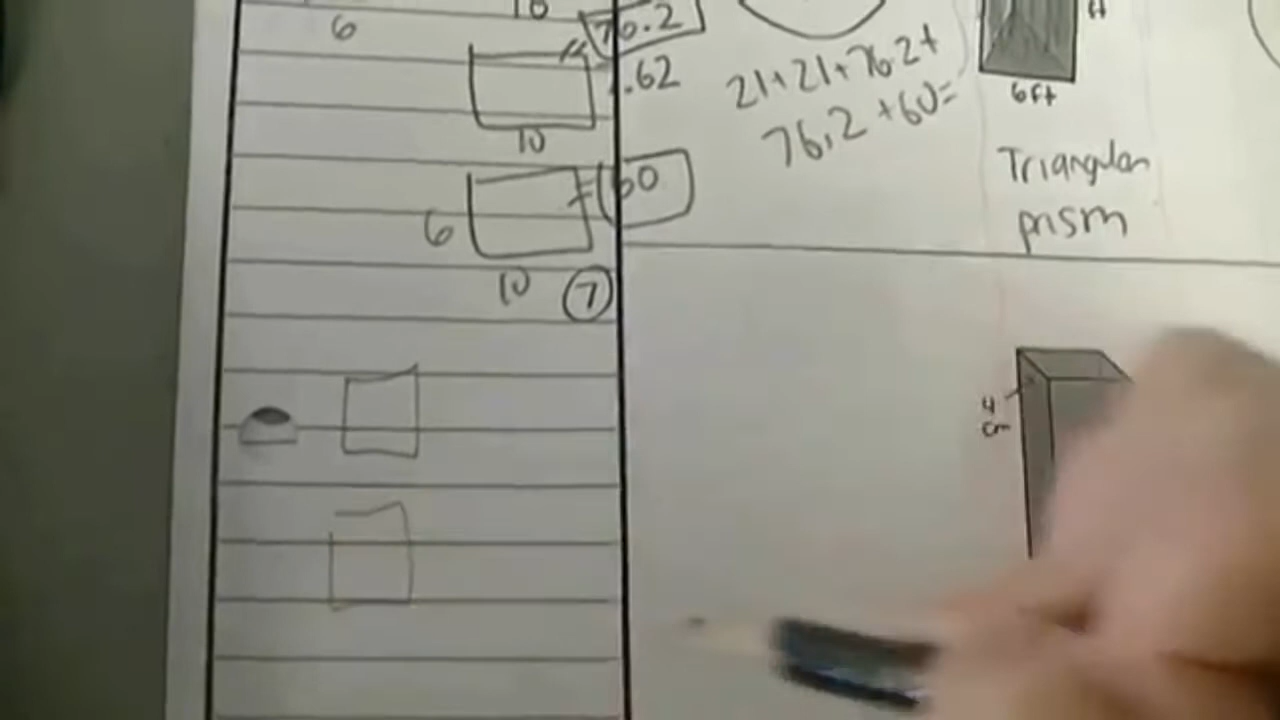 10
6
76.2
.62
10
=60
6
10
7
21+21+76.2+
76.2+60=
ft
6ft
Triangular
prism
4
cm